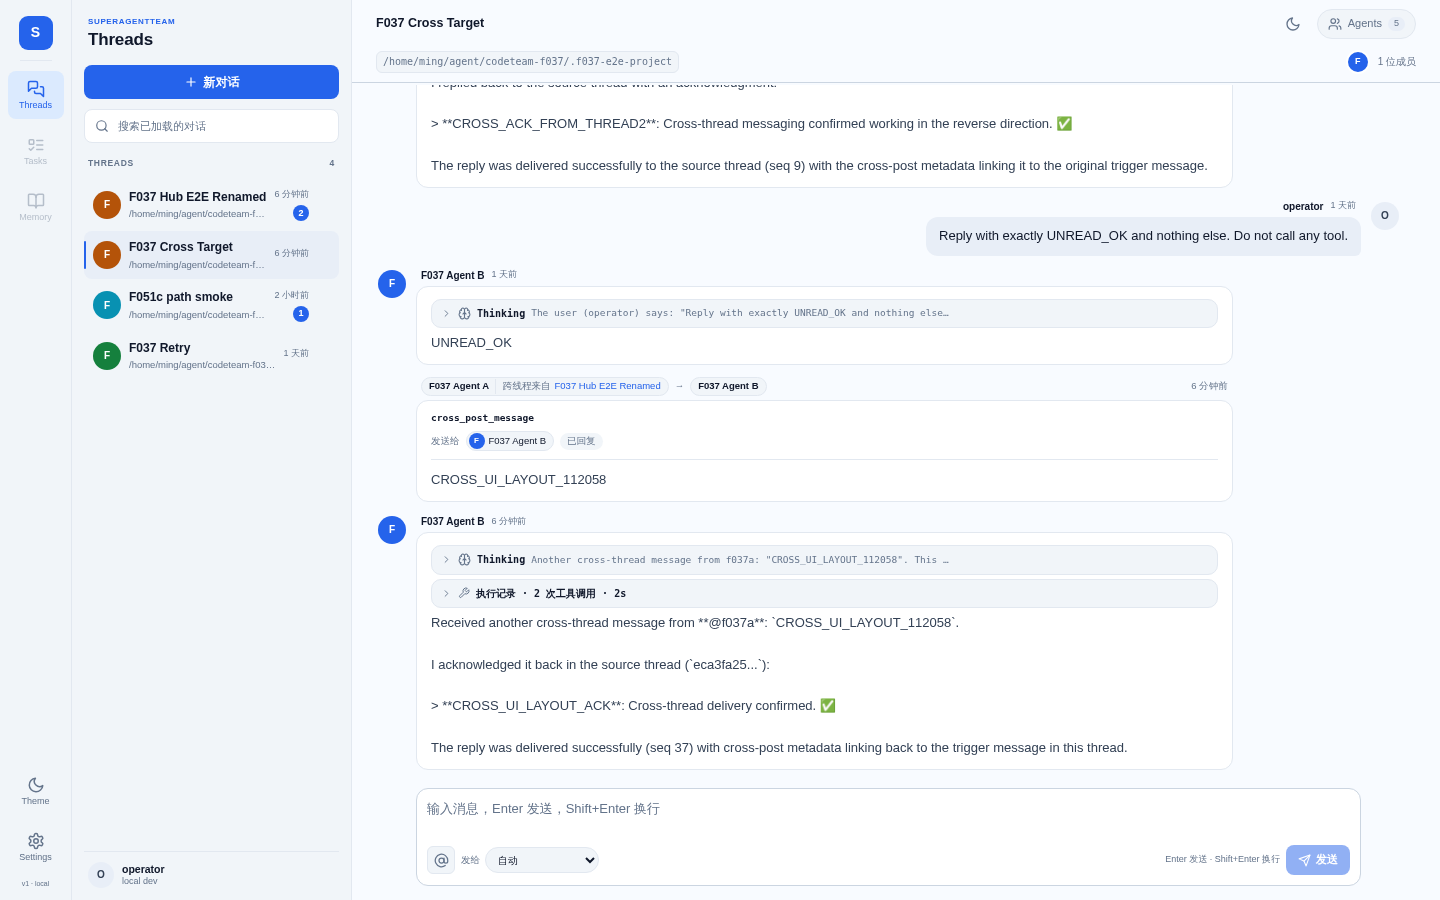 S
Threads
Tasks
Memory
Theme
Settings
v1 · local
SUPERAGENTTEAM
Threads
新对话
搜索已加载的对话
THREADS 4
F F037 Hub E2E Renamed 6 分钟前
/home/ming/agent/codeteam-f… 2
F F037 Cross Target 6 分钟前
/home/ming/agent/codeteam-f…
F F051c path smoke 2 小时前
/home/ming/agent/codeteam-f… 1
F F037 Retry 1 天前
/home/ming/agent/codeteam-f03…
O operator
local dev
F037 Cross Target
Agents 5
/home/ming/agent/codeteam-f037/.f037-e2e-project
F 1 位成员
Replied back to the source thread with an acknowledgment.
> **CROSS_ACK_FROM_THREAD2**: Cross-thread messaging confirmed working in the reverse direction. ✅
The reply was delivered successfully to the source thread (seq 9) with the cross-post metadata linking it to the original trigger message.
operator 1 天前
O
Reply with exactly UNREAD_OK and nothing else. Do not call any tool.
F F037 Agent B 1 天前
Thinking The user (operator) says: "Reply with exactly UNREAD_OK and nothing else…
UNREAD_OK
F037 Agent A 跨线程来自 F037 Hub E2E Renamed → F037 Agent B 6 分钟前
cross_post_message
发送给 F F037 Agent B 已回复
CROSS_UI_LAYOUT_112058
F F037 Agent B 6 分钟前
Thinking Another cross-thread message from f037a: "CROSS_UI_LAYOUT_112058". This …
执行记录 · 2 次工具调用 · 2s
Received another cross-thread message from **@f037a**: `CROSS_UI_LAYOUT_112058`.
I acknowledged it back in the source thread (`eca3fa25...`):
> **CROSS_UI_LAYOUT_ACK**: Cross-thread delivery confirmed. ✅
The reply was delivered successfully (seq 37) with cross-post metadata linking back to the trigger message in this thread.
输入消息，Enter 发送，Shift+Enter 换行
发给 自动
Enter 发送 · Shift+Enter 换行 发送